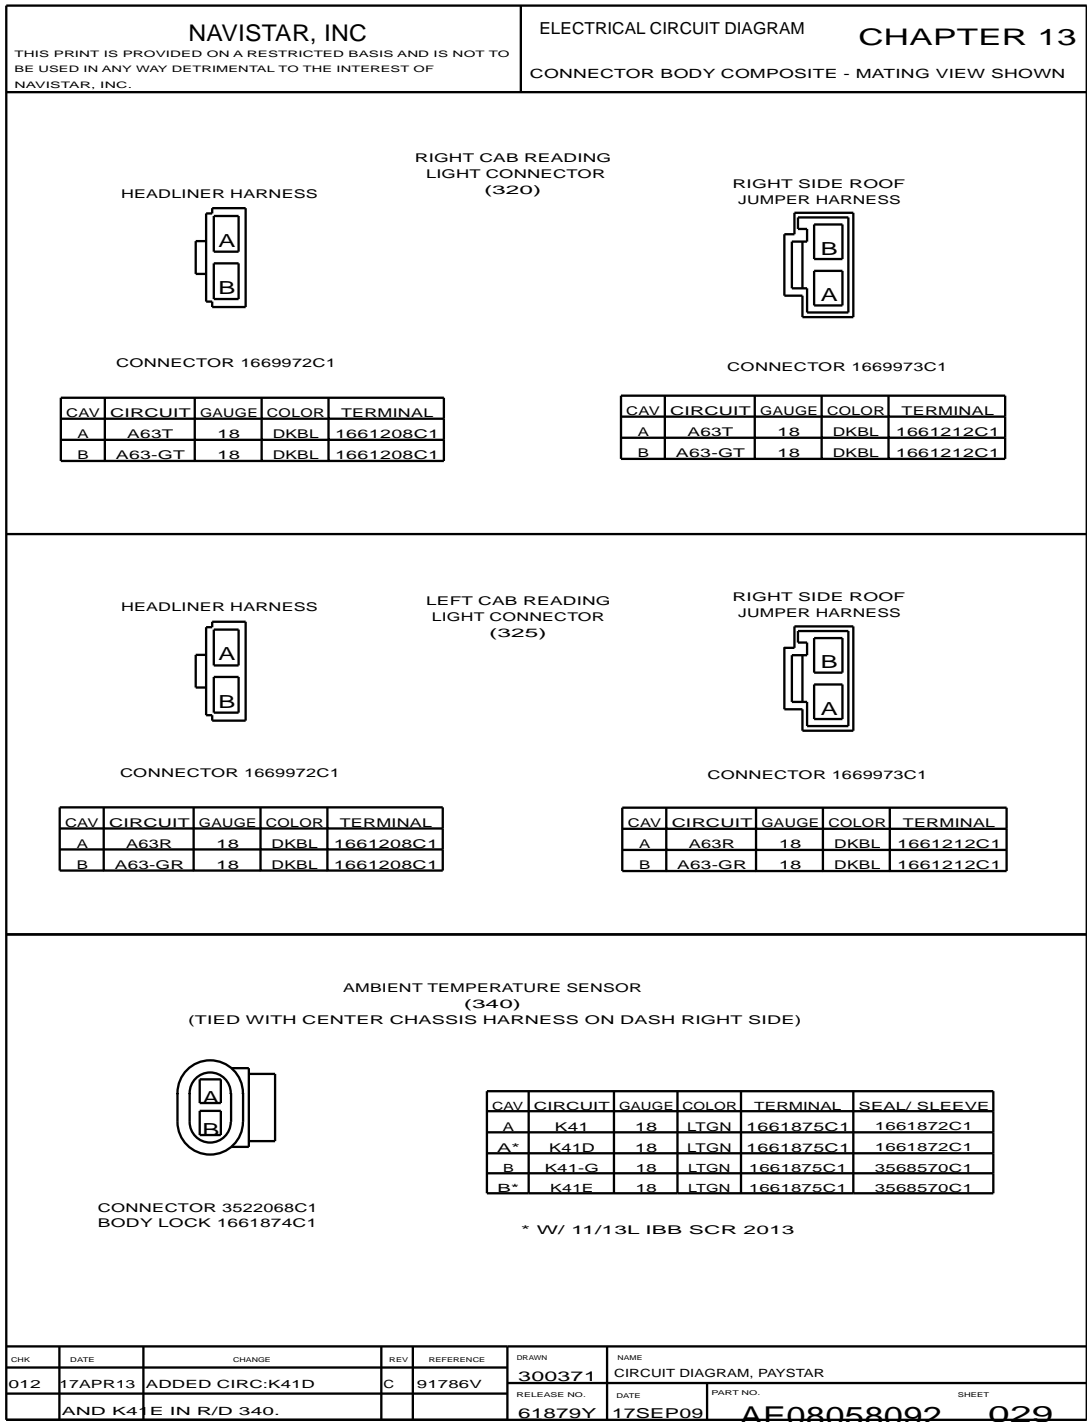 NAVISTAR, INC
THIS PRINT IS PROVIDED ON A RESTRICTED BASIS AND IS NOT TO
BE USED IN ANY WAY DETRIMENTAL TO THE INTEREST OF
NAVISTAR, INC.
ELECTRICAL CIRCUIT DIAGRAM CHAPTER 13
CONNECTOR BODY COMPOSITE - MATING VIEW SHOWN
RIGHT CAB READING
LIGHT CONNECTOR
(320)
HEADLINER HARNESS
A
B
CONNECTOR 1669972C1
CAV CIRCUIT GAUGE COLOR TERMINAL
A A63T 18 DKBL 1661208C1
B A63-GT 18 DKBL 1661208C1
RIGHT SIDE ROOF
JUMPER HARNESS
B
A
CONNECTOR 1669973C1
CAV CIRCUIT GAUGE COLOR TERMINAL
A A63T 18 DKBL 1661212C1
B A63-GT 18 DKBL 1661212C1
LEFT CAB READING
LIGHT CONNECTOR
(325)
HEADLINER HARNESS
A
B
CONNECTOR 1669972C1
CAV CIRCUIT GAUGE COLOR TERMINAL
A A63R 18 DKBL 1661208C1
B A63-GR 18 DKBL 1661208C1
RIGHT SIDE ROOF
JUMPER HARNESS
B
A
CONNECTOR 1669973C1
CAV CIRCUIT GAUGE COLOR TERMINAL
A A63R 18 DKBL 1661212C1
B A63-GR 18 DKBL 1661212C1
AMBIENT TEMPERATURE SENSOR
(340)
(TIED WITH CENTER CHASSIS HARNESS ON DASH RIGHT SIDE)
A
B
CONNECTOR 3522068C1
BODY LOCK 1661874C1
CAV CIRCUIT GAUGE COLOR TERMINAL SEAL/ SLEEVE
A K41 18 LTGN 1661875C1 1661872C1
A* K41D 18 LTGN 1661875C1 1661872C1
B K41-G 18 LTGN 1661875C1 3568570C1
B* K41E 18 LTGN 1661875C1 3568570C1
* W/ 11/13L IBB SCR 2013
CHK DATE CHANGE REV REFERENCE
012 17APR13 ADDED CIRC:K41D C 91786V
AND K41E IN R/D 340.
DRAWN
300371
NAME
CIRCUIT DIAGRAM, PAYSTAR
RELEASE NO.
61879Y
DATE
17SEP09
PART NO.
AE08058092
SHEET
029